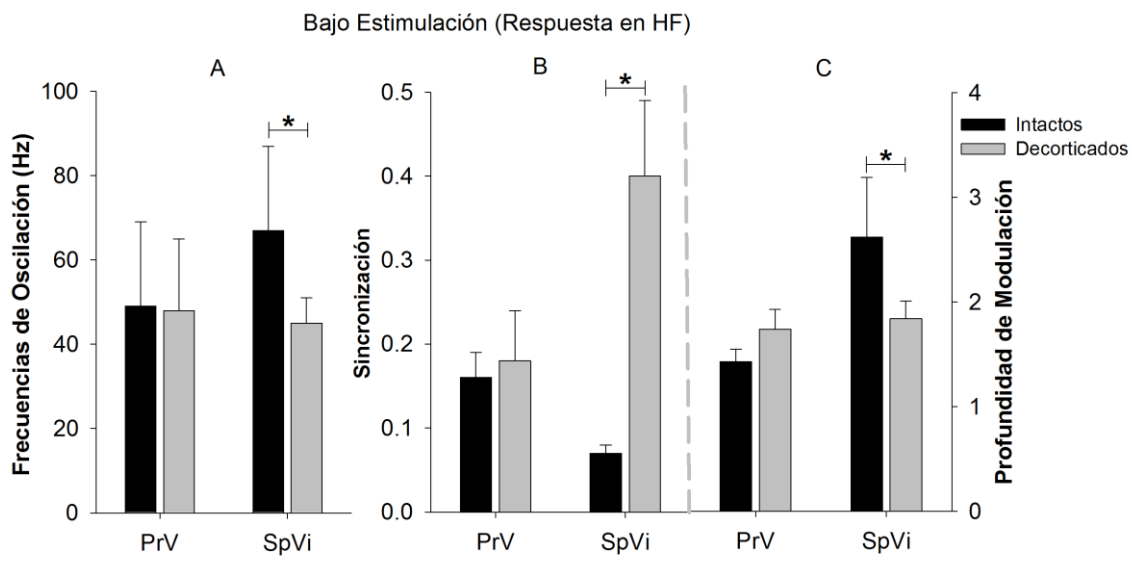 Bajo Estimulación (Respuesta en HF)
A
B
C
Frecuencias de Oscilación (Hz)
100
80
60
40
20
0
*
PrV
SpVi
Sincronización
0.5
0.4
0.3
0.2
0.1
0.0
*
PrV
SpVi
4
3
2
1
0
*
PrV
SpVi
Profundidad de Modulación
Intactos
Decorticados